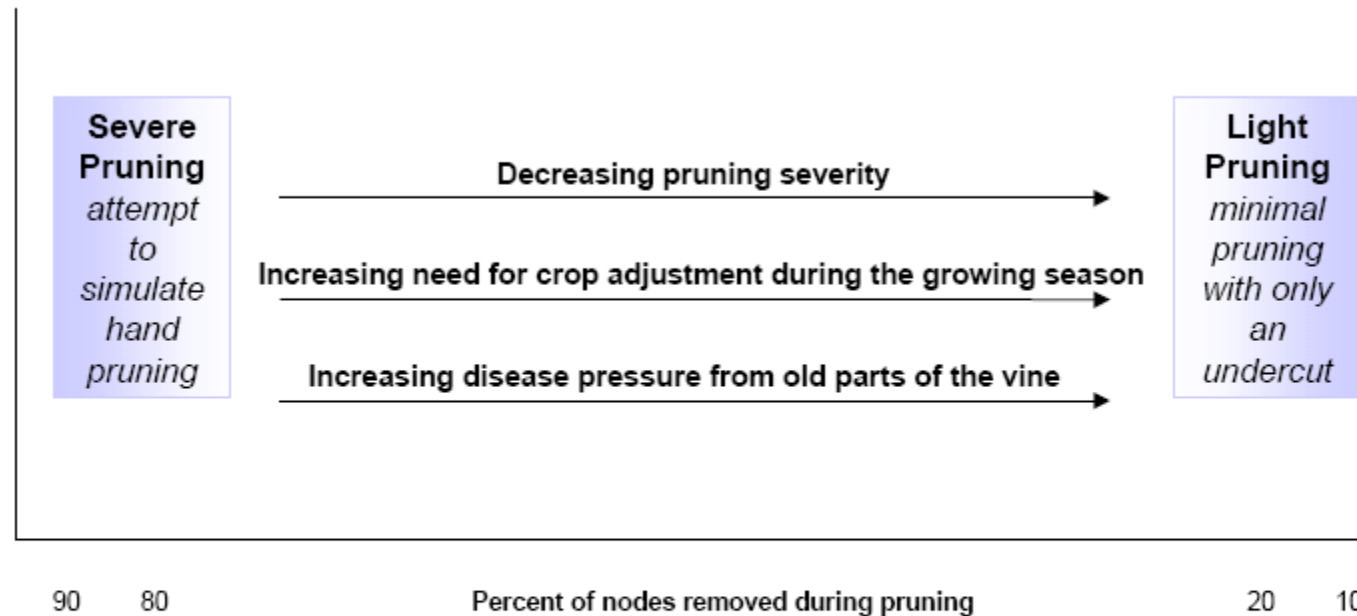 Severe
Pruning
attempt
to
simulate
hand
pruning
Decreasing pruning severity
Increasing need for crop adjustment during the growing season
Increasing disease pressure from old parts of the vine
Light
Pruning
minimal
pruning
with only
an
undercut
90 80 Percent of nodes removed during pruning 20 10